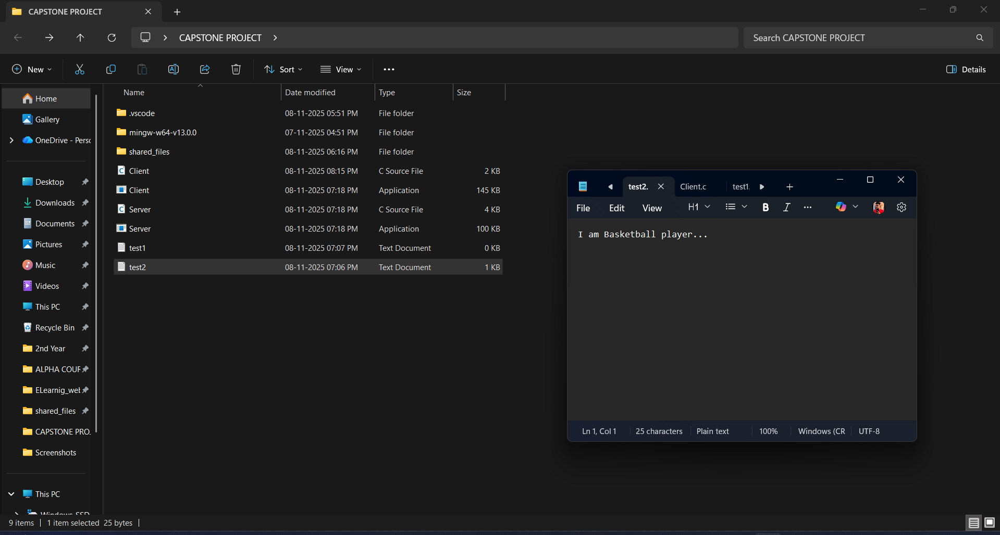 CAPSTONE PROJECT
CAPSTONE PROJECT
Search CAPSTONE PROJECT
New
Sort
View
Details
Name Date modified Type Size
Home
Gallery
OneDrive - Perso
Desktop
Downloads
Documents
Pictures
Music
Videos
This PC
Recycle Bin
2nd Year
ALPHA COUR
ELearnig_web
shared_files
CAPSTONE PRO
Screenshots
This PC
Windows-SSD
.vscode 08-11-2025 05:51 PM File folder
mingw-w64-v13.0.0 07-11-2025 04:51 PM File folder
shared_files 08-11-2025 06:16 PM File folder
Client 08-11-2025 08:15 PM C Source File 2 KB
Client 08-11-2025 07:18 PM Application 145 KB
Server 08-11-2025 07:18 PM C Source File 4 KB
Server 08-11-2025 07:18 PM Application 100 KB
test1 08-11-2025 07:07 PM Text Document 0 KB
test2 08-11-2025 07:06 PM Text Document 1 KB
test2. Client.c test1.
File Edit View H1 B I
I am Basketball player...
Ln 1, Col 1 25 characters Plain text 100% Windows (CR UTF-8
9 items 1 item selected 25 bytes